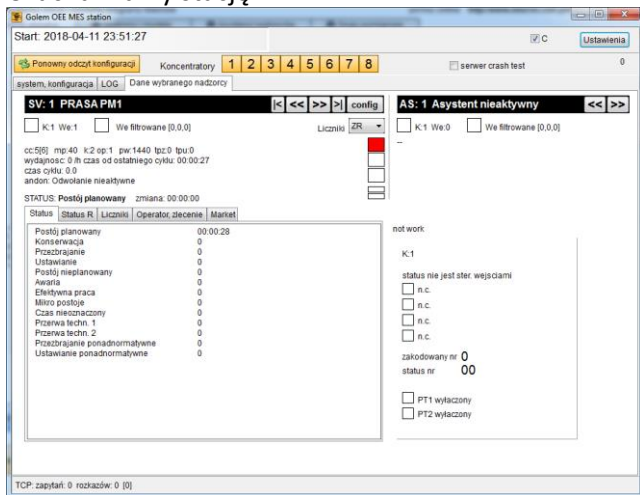 Golem OEE MES station
Start: 2018-04-11 23:51:27
C
Ustawienia
Ponowny odczyt konfiguracji
Koncentratory 1 2 3 4 5 6 7 8
serwer crash test
0
system, konfiguracja LOG Dane wybranego nadzorcy
SV: 1 PRASA PM1
|< << >> >| config
AS: 1 Asystent nieaktywny
<< >>
K:1 We:1 We filtrowane [0,0,0]
Liczniki ZR
K:1 We:0 We filtrowane [0,0,0]
--
cc:5[6] mp:40 k:2 op:1 pw:1440 tpz:0 tpu:0
wydajnosc: 0 /h czas od ostatniego cyklu: 00:00:27
czas cyklu: 0.0
andon: Odwołanie nieaktywne
STATUS: Postój planowany zmiana: 00:00:00
Status Status R Liczniki Operator, zlecenie Market
Postój planowany 00:00:28
Konserwacja 0
Przezbrajanie 0
Ustawianie 0
Postój nieplanowany 0
Awaria 0
Efektywna praca 0
Mikro postoje 0
Czas nieoznaczony 0
Przerwa techn. 1 0
Przerwa techn. 2 0
Przezbrajanie ponadnormatywne 0
Ustawianie ponadnormatywne 0
not work
K:1
status nie jest ster. wejsciami
n.c.
n.c.
n.c.
n.c.
zakodowany nr 0
status nr 00
PT1 wyłaczony
PT2 wyłaczony
TCP: zapytań: 0 rozkazów: 0 [0]